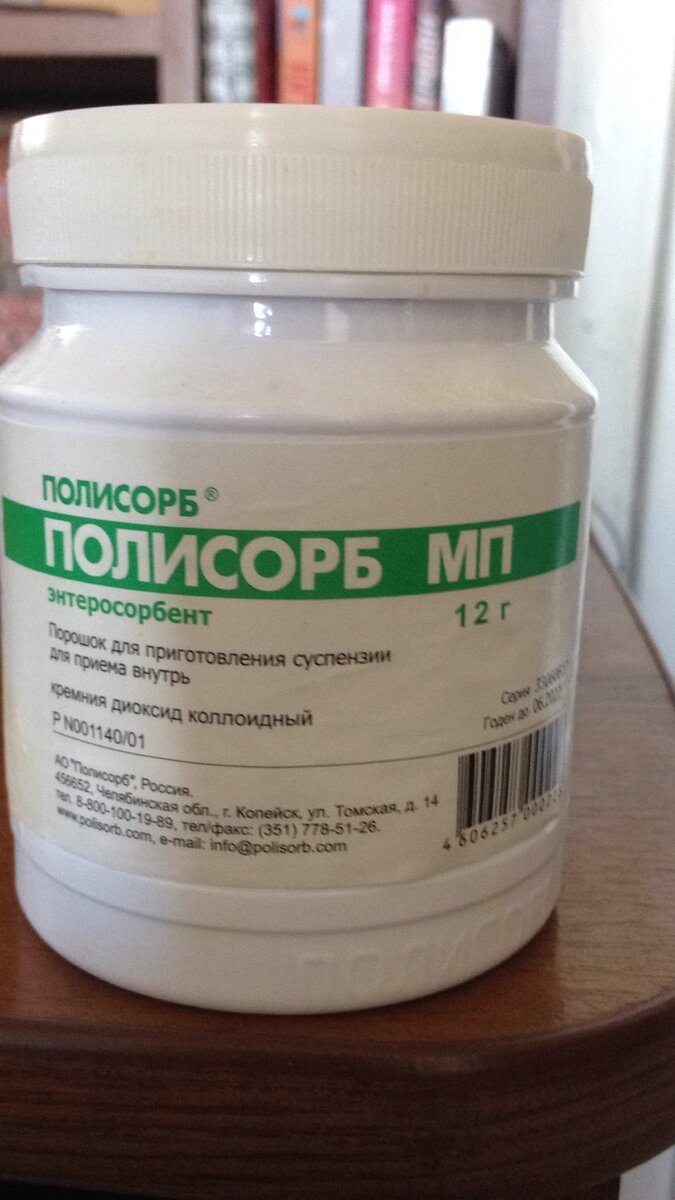 ПОЛИСОРБ®
ПОЛИСОРБ МП
энтеросорбент
12 г
Порошок для приготовления суспензии
для приема внутрь
кремния диоксид коллоидный
Р N001140/01
Серия
Годен до
АО "Полисорб", Россия.
456652, Челябинская обл., г. Копейск, ул. Томская, д. 14
тел. 8-800-100-19-89, тел/факс: (351) 778-51-26.
www.polisorb.com, e-mail: info@polisorb.com
ПОЛИСОРБ